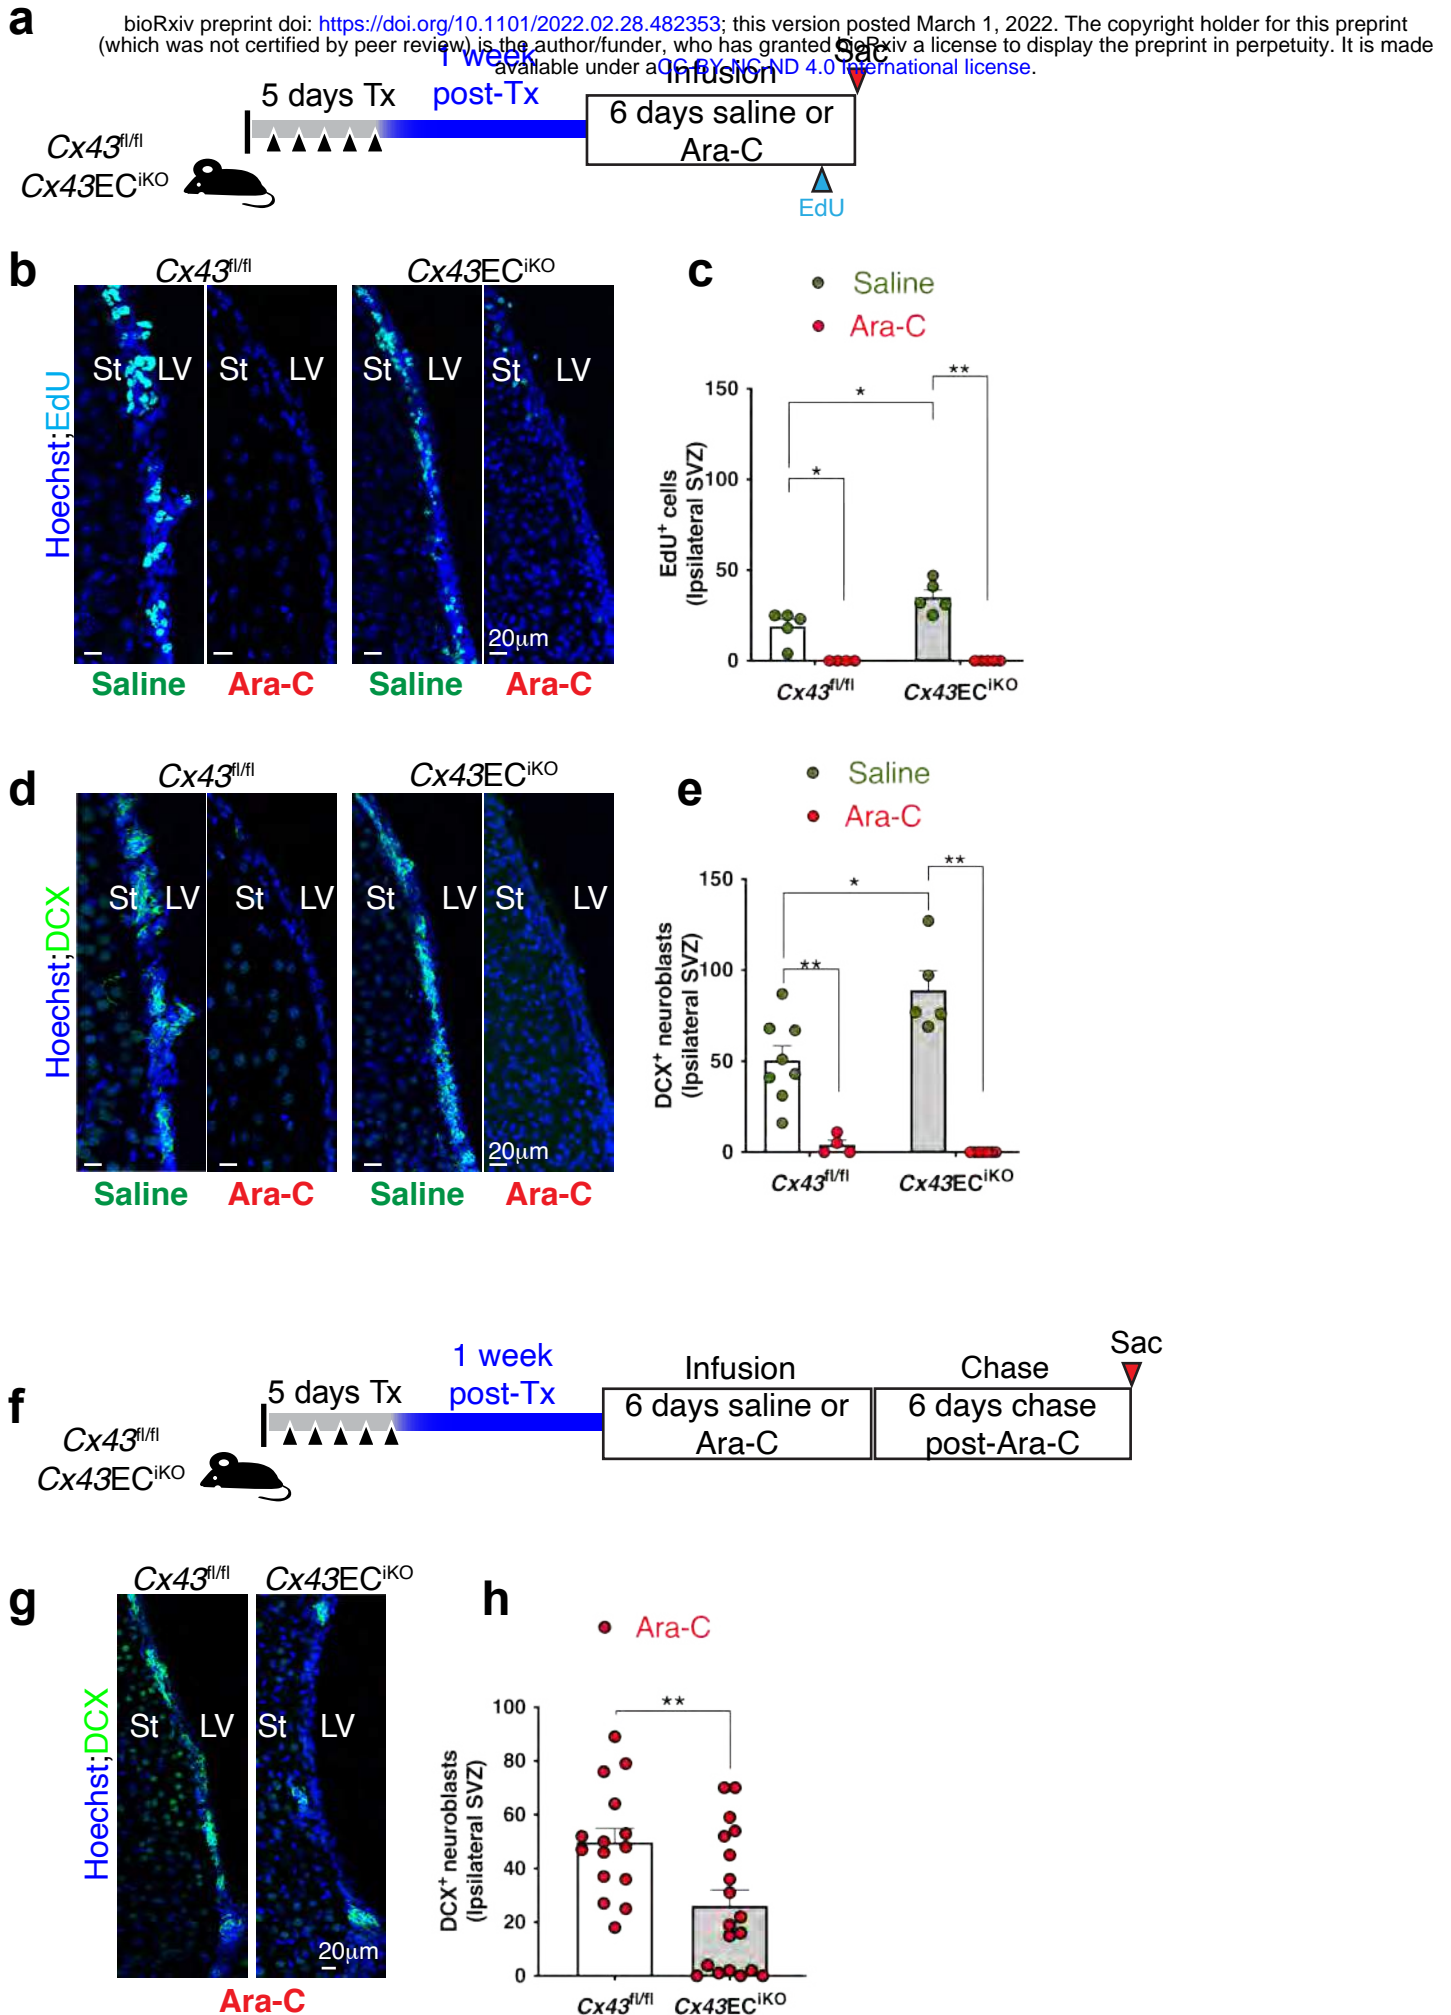 a
bioRxiv preprint doi: https://doi.org/10.1101/2022.02.28.482353; this version posted March 1, 2022. The copyright holder for this preprint
(which was not certified by peer review) is the author/funder, who has granted bioRxiv a license to display the preprint in perpetuity. It is made
available under a CC-BY-NC-ND 4.0 International license.
Sac
1 week
post-Tx
Infusion
5 days Tx
6 days saline or
Ara-C
Cx43fl/fl
Cx43ECiKO
EdU
b
Cx43fl/fl
Cx43ECiKO
Hoechst;EdU
St LV
St LV
St LV
St LV
20μm
Saline
Ara-C
Saline
Ara-C
c
Saline
Ara-C
EdU+ cells
(Ipsilateral SVZ)
150
100
50
0
*
*
**
Cx43fl/fl
Cx43ECiKO
d
Cx43fl/fl
Cx43ECiKO
Hoechst;DCX
St LV
St LV
St LV
St LV
20μm
Saline
Ara-C
Saline
Ara-C
e
Saline
Ara-C
DCX+ neuroblasts
(Ipsilateral SVZ)
150
100
50
0
**
*
**
Cx43fl/fl
Cx43ECiKO
f
Sac
1 week
post-Tx
Infusion
Chase
5 days Tx
6 days saline or
Ara-C
6 days chase
post-Ara-C
Cx43fl/fl
Cx43ECiKO
g
Cx43fl/fl
Cx43ECiKO
Hoechst;DCX
St LV
St LV
20μm
Ara-C
h
Ara-C
DCX+ neuroblasts
(Ipsilateral SVZ)
100
80
60
40
20
0
**
Cx43fl/fl
Cx43ECiKO